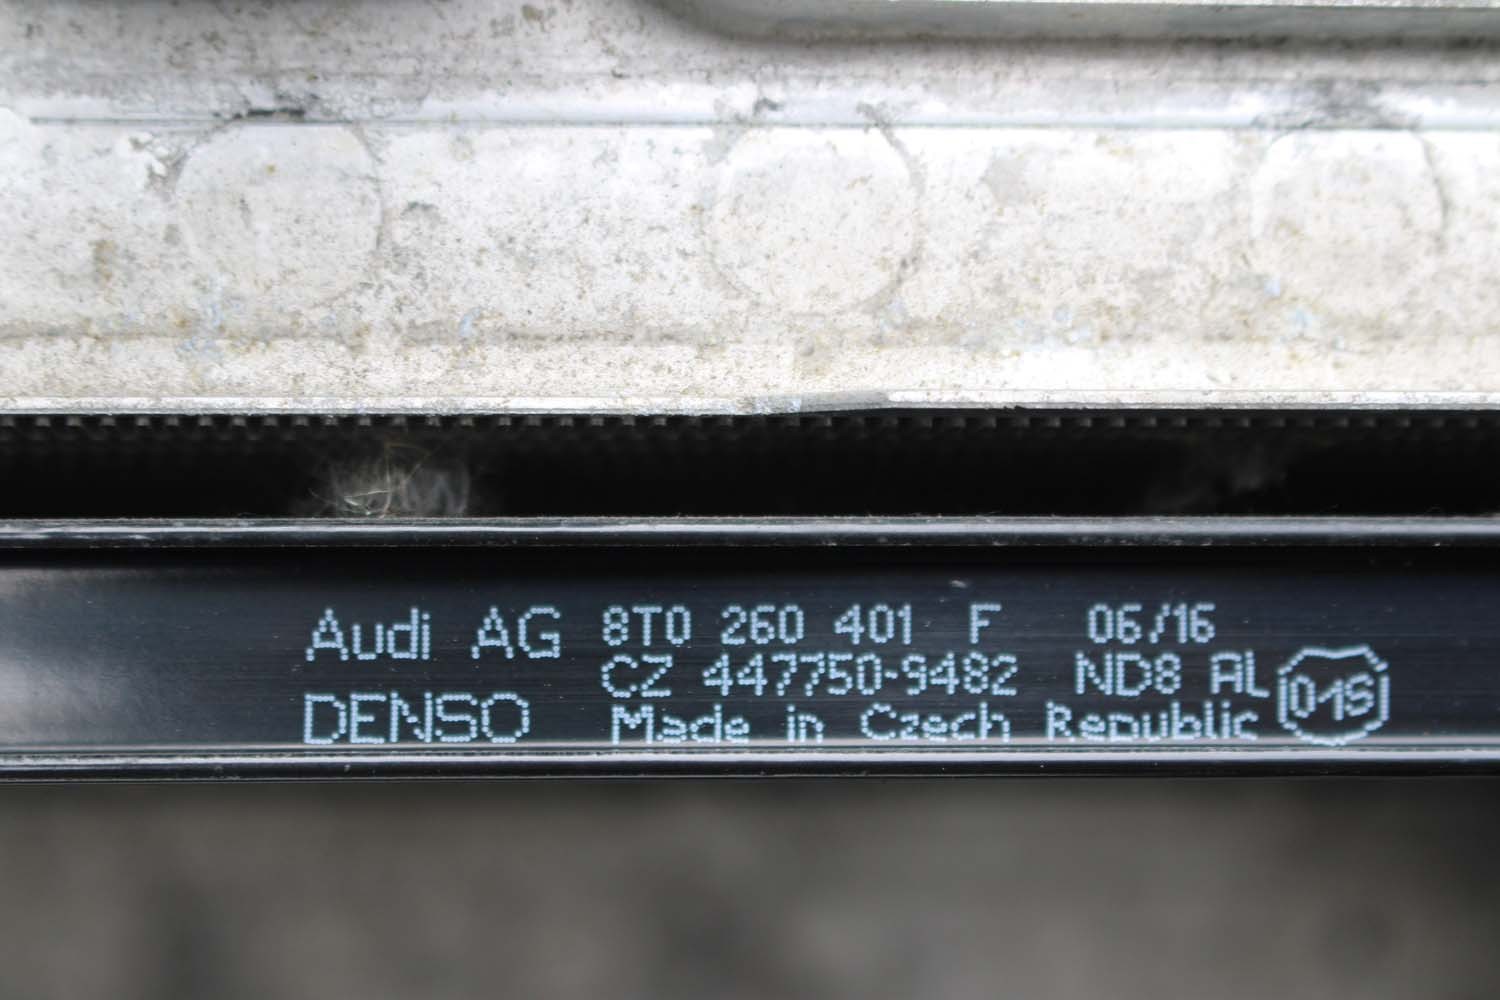 Audi AG 8T0 260 401 F 06/16
CZ 447750-9482 ND8 AL
DENSO Made in Czech Republic
01S